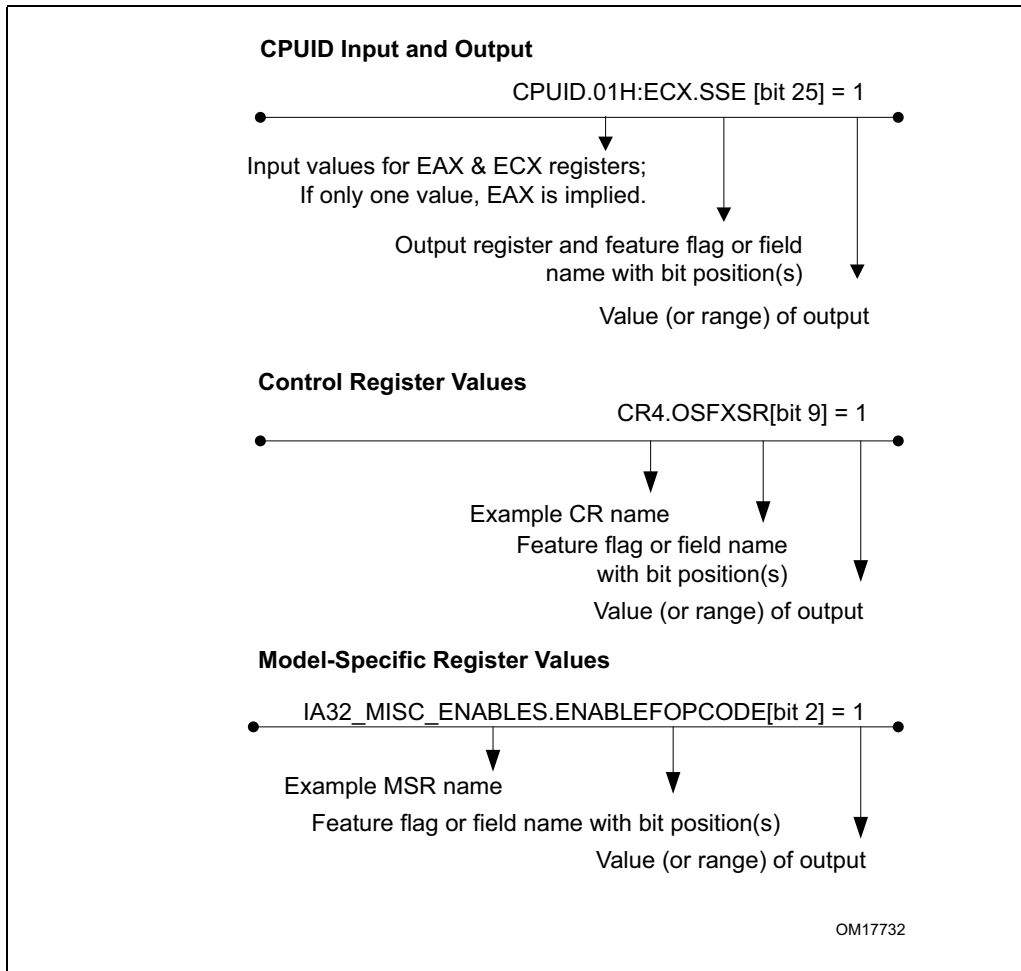 CPUID Input and Output
CPUID.01H:ECX.SSE [bit 25] = 1
Input values for EAX & ECX registers;
If only one value, EAX is implied.
Output register and feature flag or field
name with bit position(s)
Value (or range) of output
Control Register Values
CR4.OSFXSR[bit 9] = 1
Example CR name
Feature flag or field name
with bit position(s)
Value (or range) of output
Model-Specific Register Values
IA32_MISC_ENABLES.ENABLEFOPCODE[bit 2] = 1
Example MSR name
Feature flag or field name with bit position(s)
Value (or range) of output
OM17732